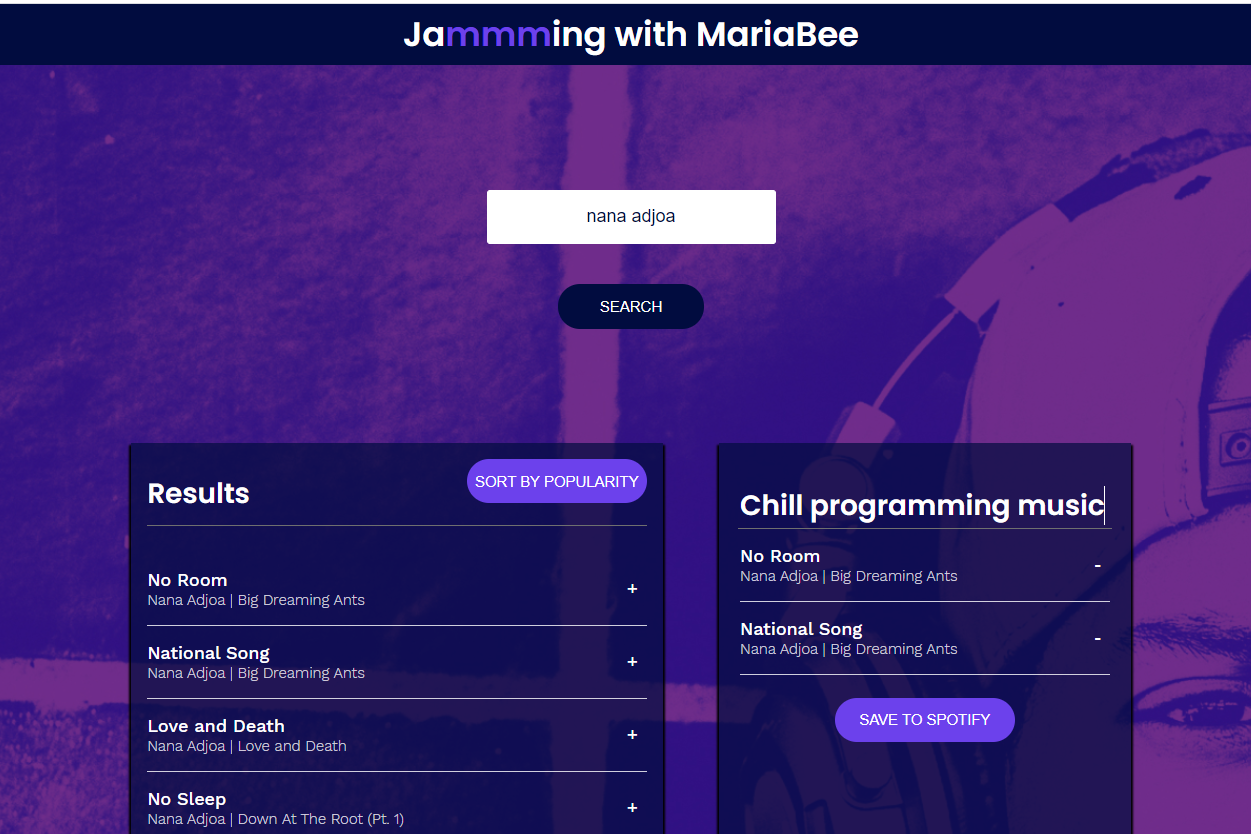 Jammming with MariaBee
nana adjoa
SEARCH
Results
SORT BY POPULARITY
No Room
Nana Adjoa | Big Dreaming Ants
+
National Song
Nana Adjoa | Big Dreaming Ants
+
Love and Death
Nana Adjoa | Love and Death
+
No Sleep
Nana Adjoa | Down At The Root (Pt. 1)
+
Chill programming music
No Room
Nana Adjoa | Big Dreaming Ants
-
National Song
Nana Adjoa | Big Dreaming Ants
-
SAVE TO SPOTIFY